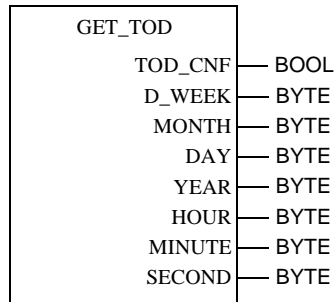 GET_TOD
TOD_CNF BOOL
D_WEEK BYTE
MONTH BYTE
DAY BYTE
YEAR BYTE
HOUR BYTE
MINUTE BYTE
SECOND BYTE